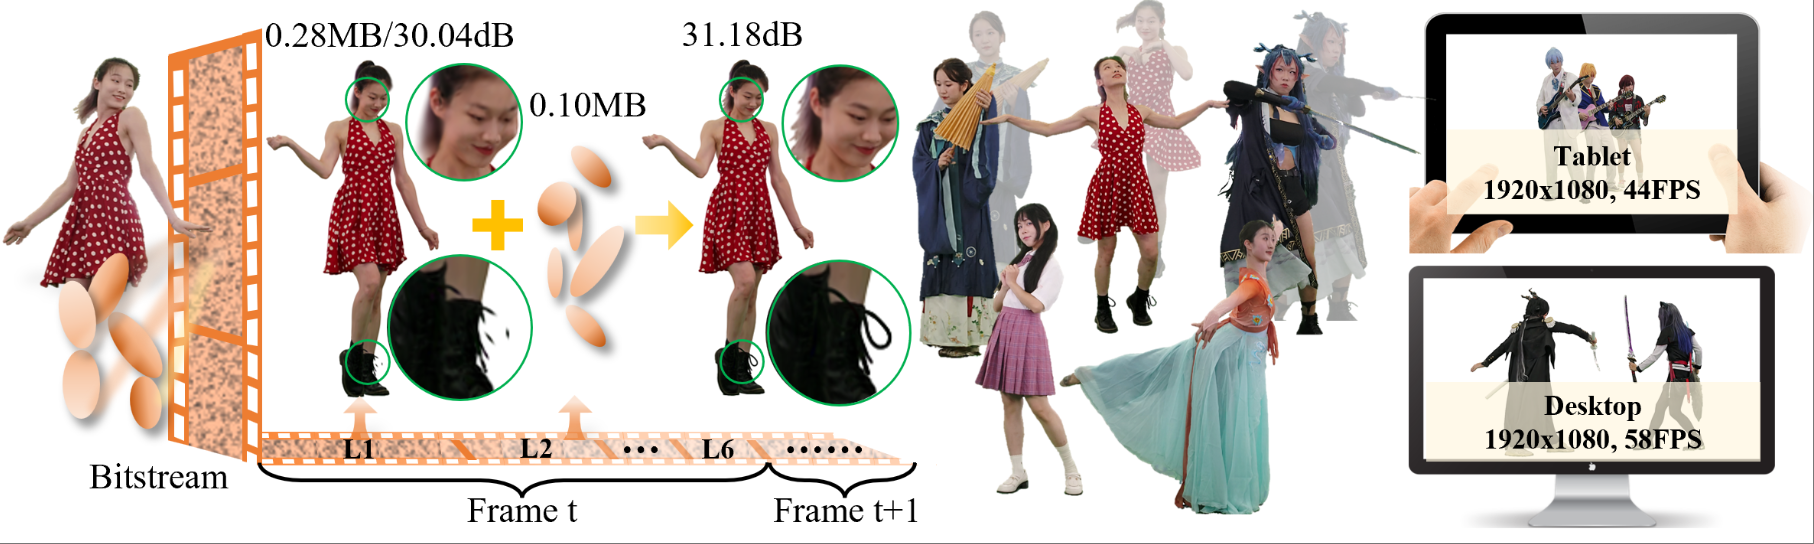 0.28MB/30.04dB
0.10MB
31.18dB
Bitstream
L1
L2
•••
L6
••••••
Frame t
Frame t+1
Tablet
1920x1080, 44FPS
Desktop
1920x1080, 58FPS